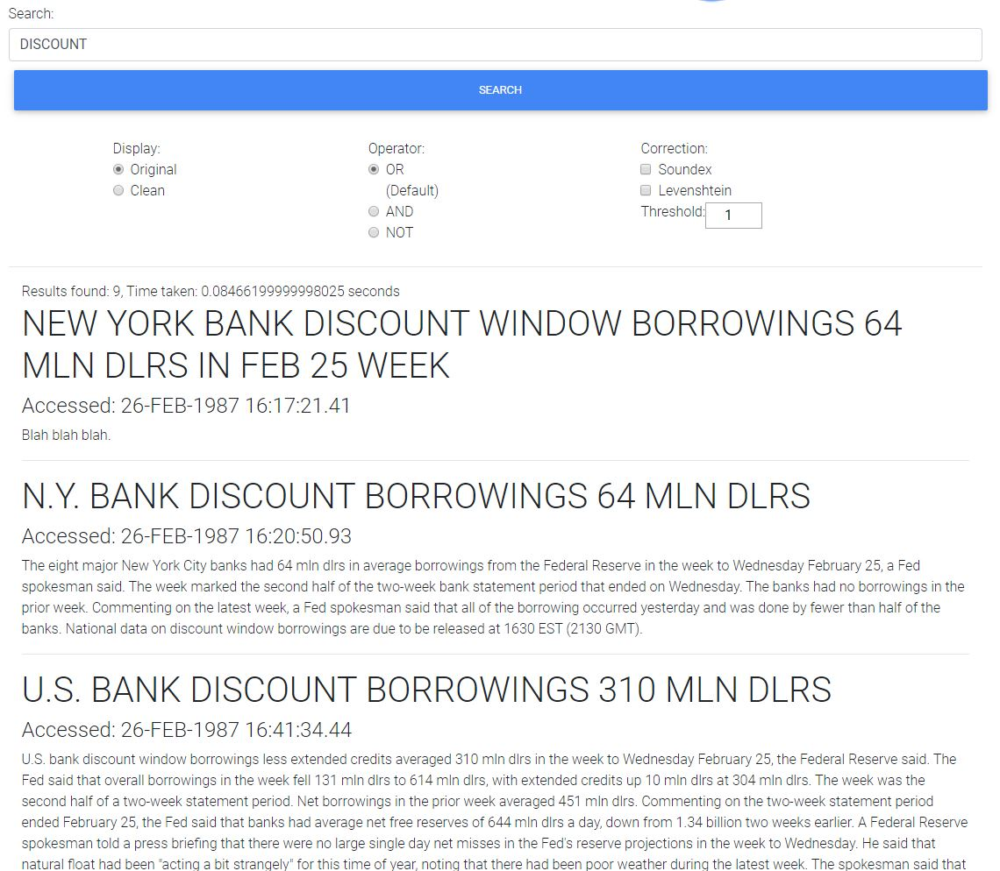 Search:
DISCOUNT
SEARCH
Display:
Original
Clean
Operator:
OR
(Default)
AND
NOT
Correction:
Soundex
Levenshtein
Threshold: 1
Results found: 9, Time taken: 0.08466199999998025 seconds
NEW YORK BANK DISCOUNT WINDOW BORROWINGS 64
MLN DLRS IN FEB 25 WEEK
Accessed: 26-FEB-1987 16:17:21.41
Blah blah blah.
N.Y. BANK DISCOUNT BORROWINGS 64 MLN DLRS
Accessed: 26-FEB-1987 16:20:50.93
The eight major New York City banks had 64 mln dlrs in average borrowings from the Federal Reserve in the week to Wednesday February 25, a Fed
spokesman said. The week marked the second half of the two-week bank statement period that ended on Wednesday. The banks had no borrowings in the
prior week. Commenting on the latest week, a Fed spokesman said that all of the borrowing occurred yesterday and was done by fewer than half of the
banks. National data on discount window borrowings are due to be released at 1630 EST (2130 GMT).
U.S. BANK DISCOUNT BORROWINGS 310 MLN DLRS
Accessed: 26-FEB-1987 16:41:34.44
U.S. bank discount window borrowings less extended credits averaged 310 mln dlrs in the week to Wednesday February 25, the Federal Reserve said. The
Fed said that overall borrowings in the week fell 131 mln dlrs to 614 mln dlrs, with extended credits up 10 mln dlrs at 304 mln dlrs. The week was the
second half of a two-week statement period. Net borrowings in the prior week averaged 451 mln dlrs. Commenting on the two-week statement period
ended February 25, the Fed said that banks had average net free reserves of 644 mln dlrs a day, down from 1.34 billion two weeks earlier. A Federal Reserve
spokesman told a press briefing that there were no large single day net misses in the Fed's reserve projections in the week to Wednesday. He said that
natural float had been "acting a bit strangely" for this time of year, noting that there had been poor weather during the latest week. The spokesman said that